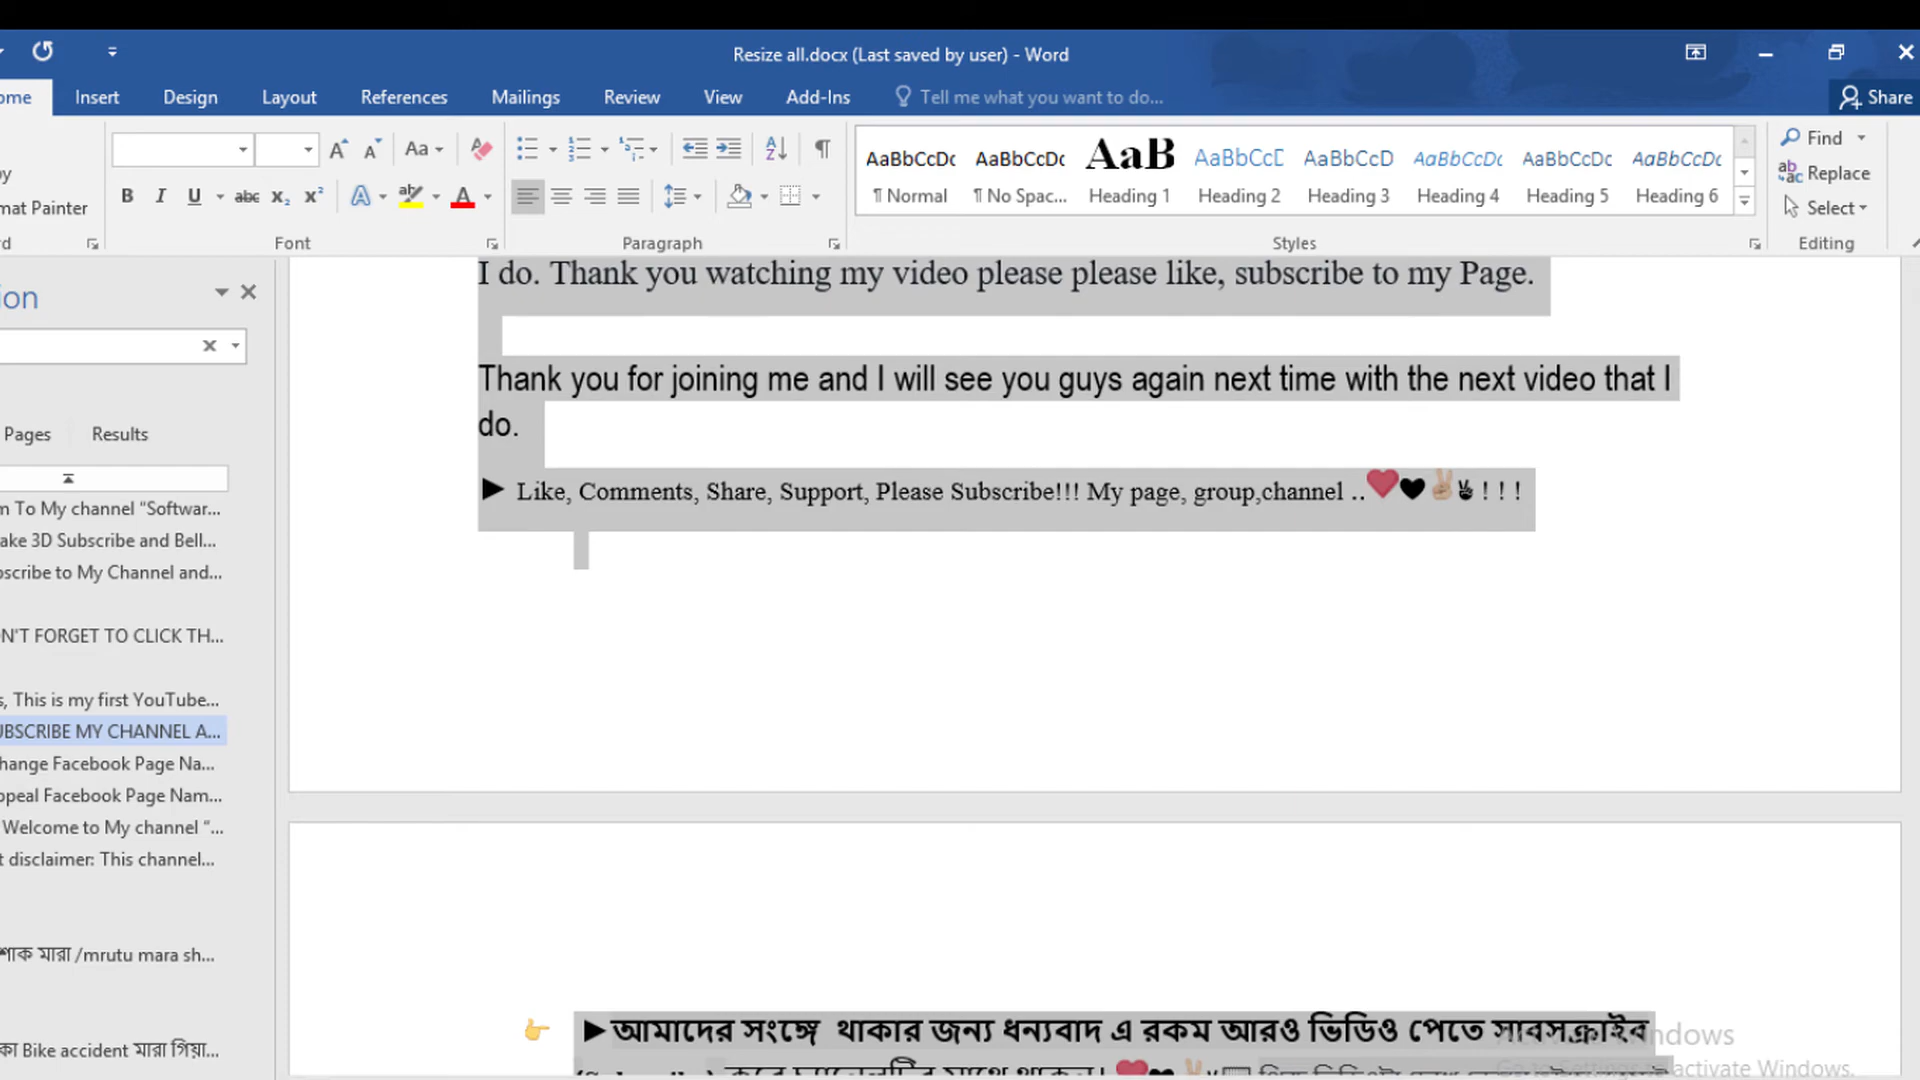 Resize all.docx (Last saved by user) - Word
ome Insert Design Layout References Mailings Review View Add-Ins Tell me what you want to do... Share
Aa
AaBbCcDc AaBbCcDc AaB AaBbCcD AaBbCcD AaBbCcDc AaBbCcDc AaBbCcDc
Find
Replace
Select
mat Painter
B I U abc x₂ x² A A
¶ Normal ¶ No Spac... Heading 1 Heading 2 Heading 3 Heading 4 Heading 5 Heading 6
Font Paragraph Styles Editing
ion
Pages Results
m To My channel “Softwar...
ake 3D Subscribe and Bell...
bscribe to My Channel and...
ON'T FORGET TO CLICK TH...
s, This is my first YouTube...
UBSCRIBE MY CHANNEL A...
hange Facebook Page Na...
ppeal Facebook Page Nam...
Welcome to My channel “...
t disclaimer: This channel...
শোক মারা /mrutu mara sh...
কা Bike accident মারা গিয়া...
I do. Thank you watching my video please please like, subscribe to my Page.
Thank you for joining me and I will see you guys again next time with the next video that I
do.
► Like, Comments, Share, Support, Please Subscribe!!! My page, group,channel ..❤️🖤✌🏼✌ ! ! !
👉 ►আমাদের সংঙ্গে থাকার জন্য ধন্যবাদ এ রকম আরও ভিডিও পেতে সাবসক্রাইব